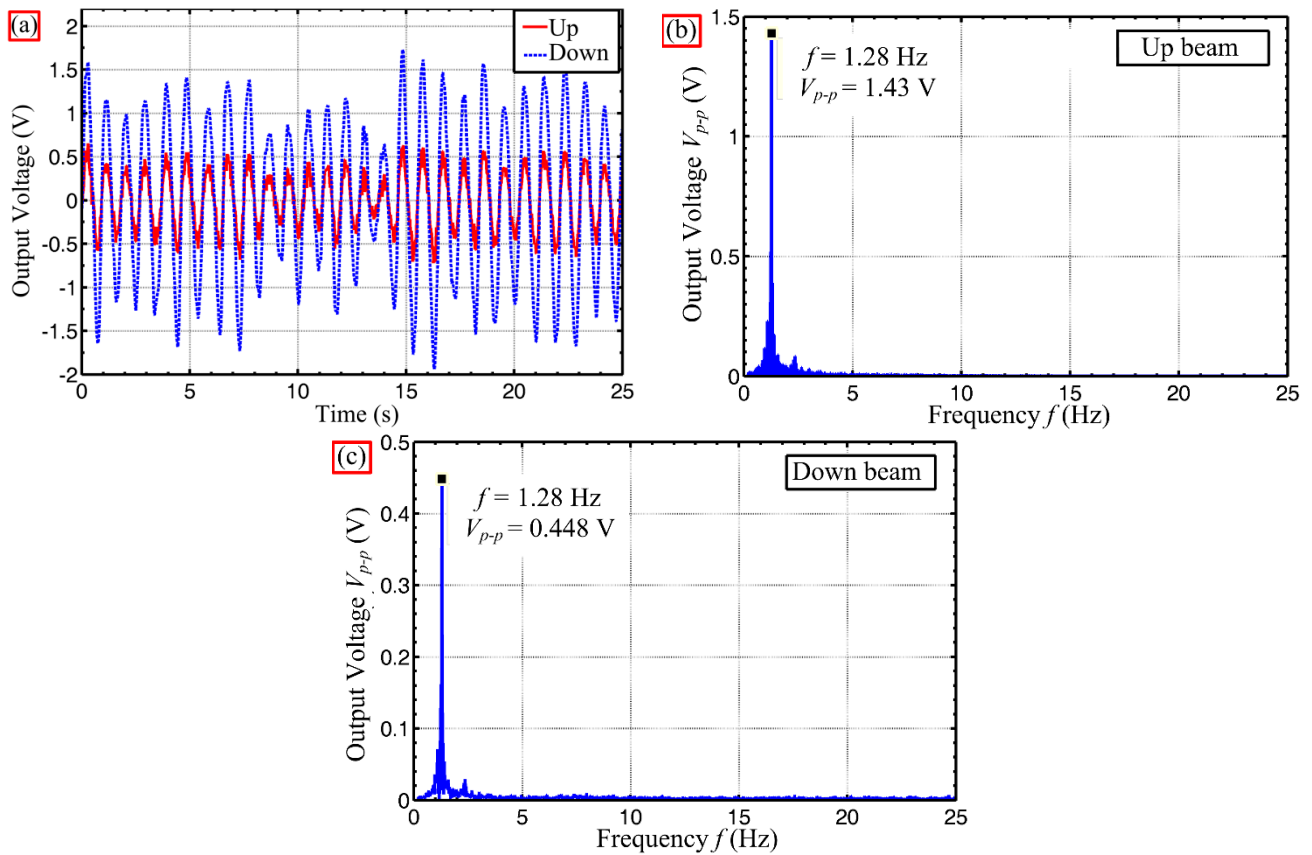 (a)
Output Voltage (V)
2
1.5
1
0.5
0
-0.5
-1
-1.5
-2
Up
Down
0
5
10
15
20
25
Time (s)
(b)
Output Voltage Vp-p (V)
1.5
1
0.5
0
f = 1.28 Hz
Vp-p = 1.43 V
Up beam
0
5
10
15
20
25
Frequency f (Hz)
(c)
Output Voltage Vp-p (V)
0.5
0.4
0.3
0.2
0.1
0
f = 1.28 Hz
Vp-p = 0.448 V
Down beam
0
5
10
15
20
25
Frequency f (Hz)